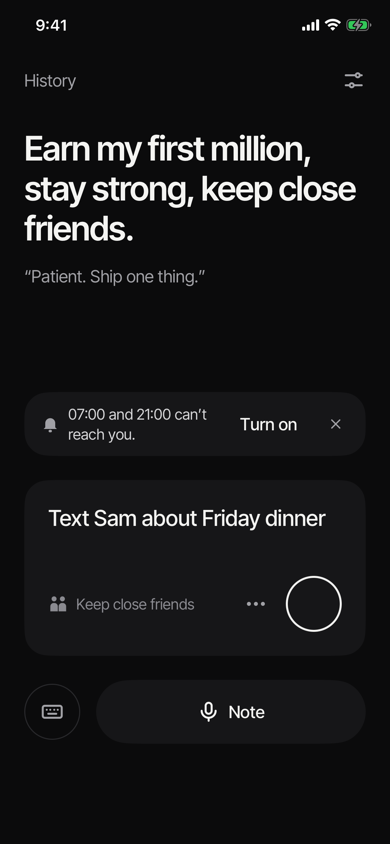 9:41
History
Earn my first million,
stay strong, keep close
friends.
“Patient. Ship one thing.”
07:00 and 21:00 can’t
reach you.
Turn on
Text Sam about Friday dinner
Keep close friends
Note